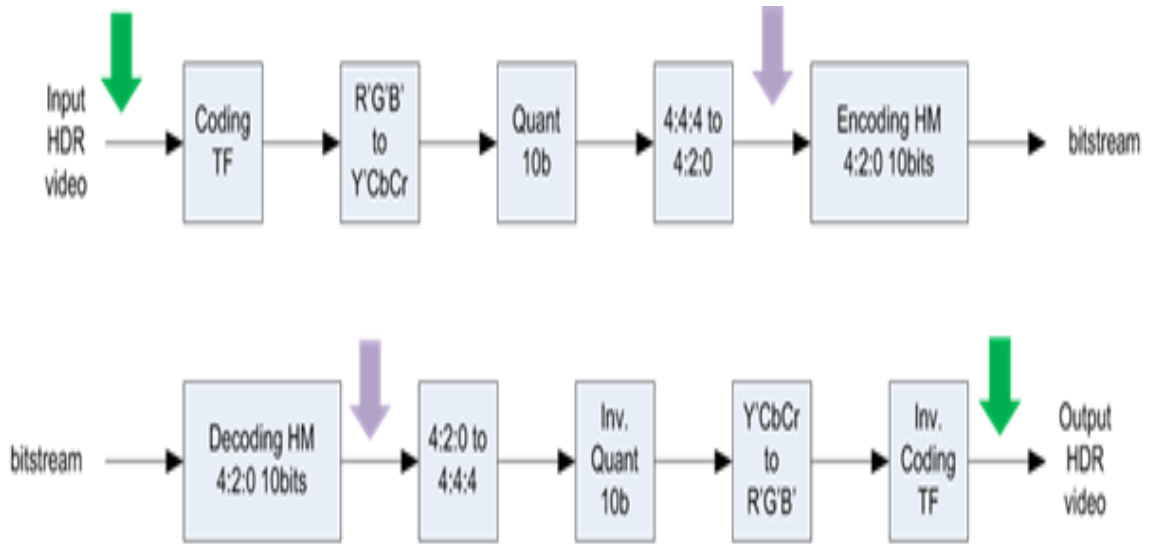 Input
HDR
video
Coding
TF
R'G'B'
to
Y'CbCr
Quant
10b
4:4:4 to
4:2:0
Encoding HM
4:2:0 10bits
bitstream
bitstream
Decoding HM
4:2:0 10bits
4:2:0 to
4:4:4
Inv.
Quant
10b
Y'CbCr
to
R'G'B'
Inv.
Coding
TF
Output
HDR
video